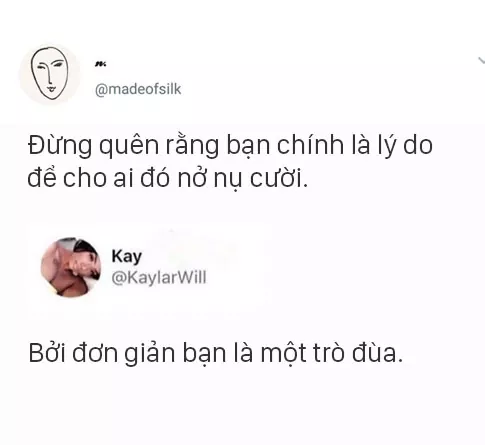 @madeofsilk
Đừng quên rằng bạn chính là lý do
để cho ai đó nở nụ cười.
Kay
@KaylarWill
Bởi đơn giản bạn là một trò đùa.